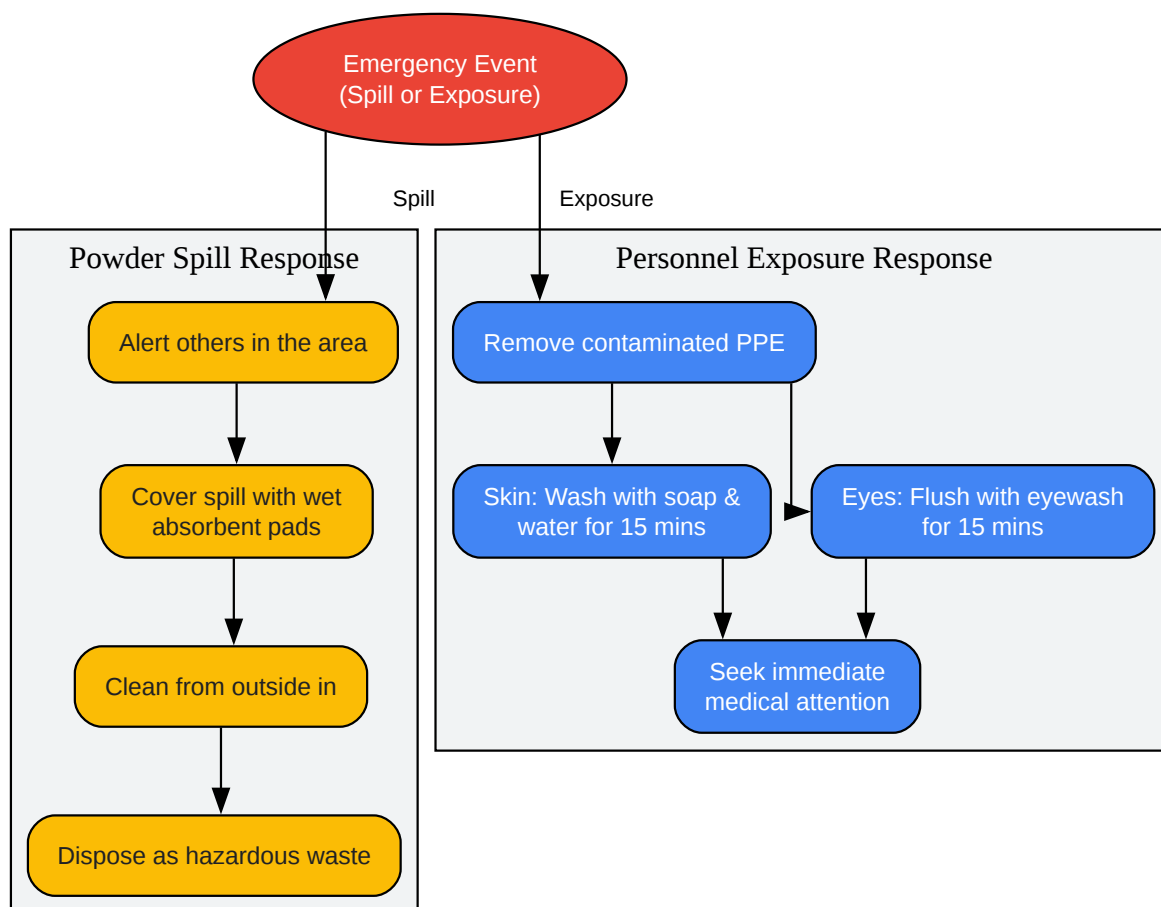 Emergency Event
(Spill or Exposure)
Spill
Exposure
Powder Spill Response
Alert others in the area
Cover spill with wet
absorbent pads
Clean from outside in
Dispose as hazardous waste
Personnel Exposure Response
Remove contaminated PPE
Skin: Wash with soap &
water for 15 mins
Eyes: Flush with eyewash
for 15 mins
Seek immediate
medical attention